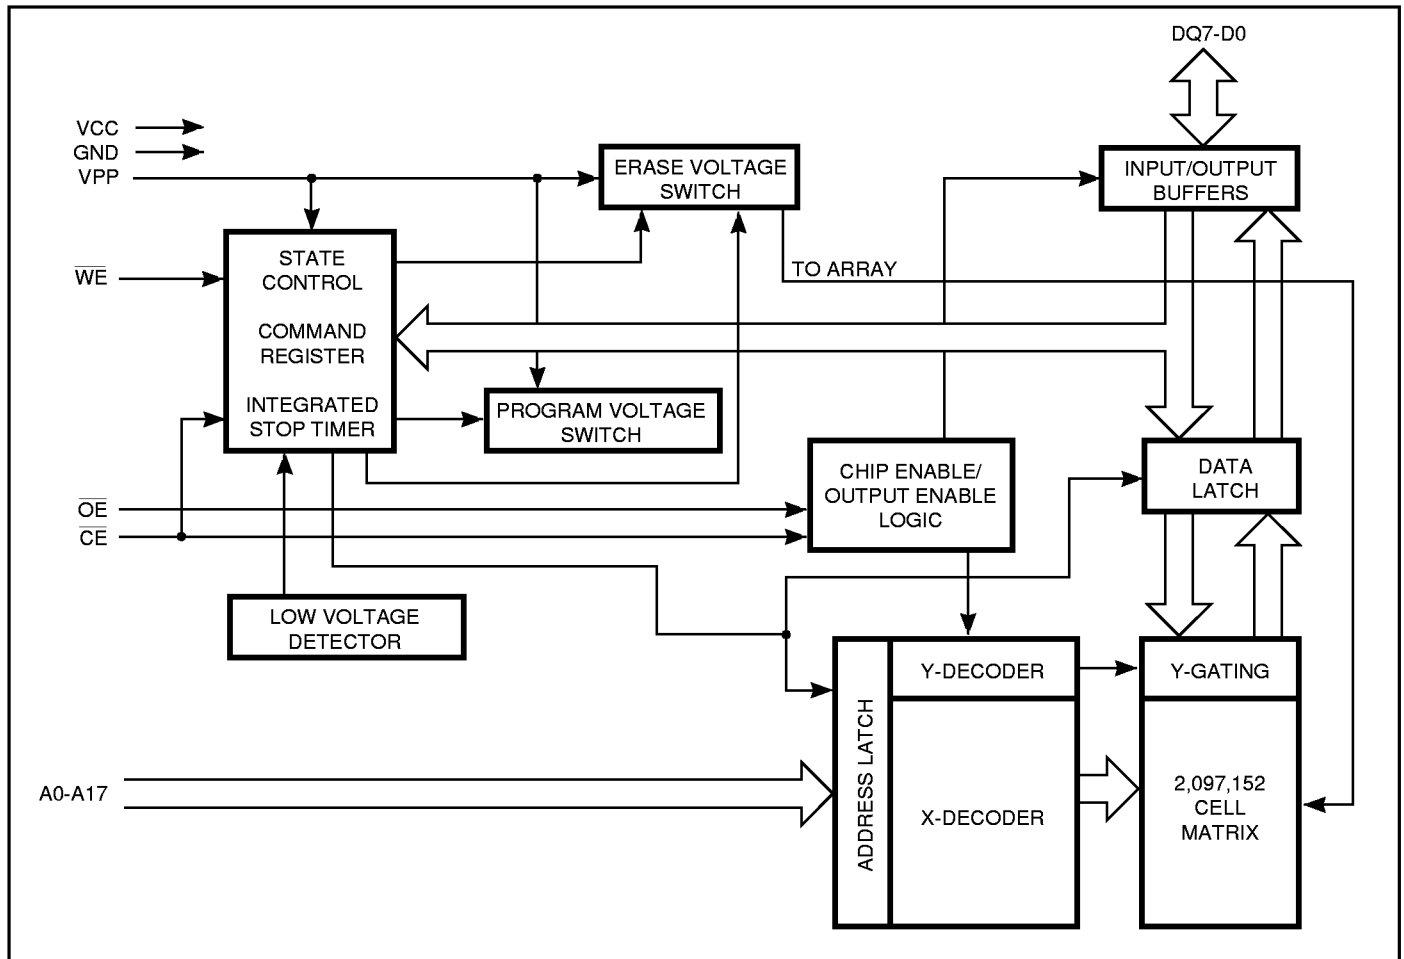 DQ7-D0
VCC
GND
VPP
ERASE VOLTAGE
SWITCH
INPUT/OUTPUT
BUFFERS
WE
STATE
CONTROL
COMMAND
REGISTER
INTEGRATED
STOP TIMER
TO ARRAY
PROGRAM VOLTAGE
SWITCH
CHIP ENABLE/
OUTPUT ENABLE
LOGIC
DATA
LATCH
OE
CE
LOW VOLTAGE
DETECTOR
ADDRESS LATCH
Y-DECODER
Y-GATING
A0-A17
X-DECODER
2,097,152
CELL
MATRIX